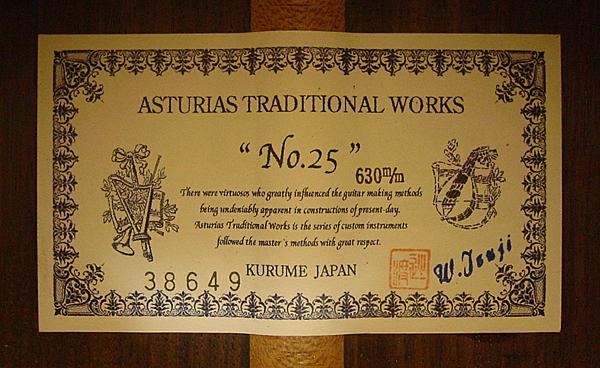 ASTURIAS TRADITIONAL WORKS
“ No.25 ”
630m/m
There were virtuosos who greatly influenced the guitar making methods
being undeniably apparent in constructions of present-day.
Asturias Traditional Works is the series of custom instruments
followed the master´s methods with great respect.
38649
KURUME JAPAN
W. Tsuji